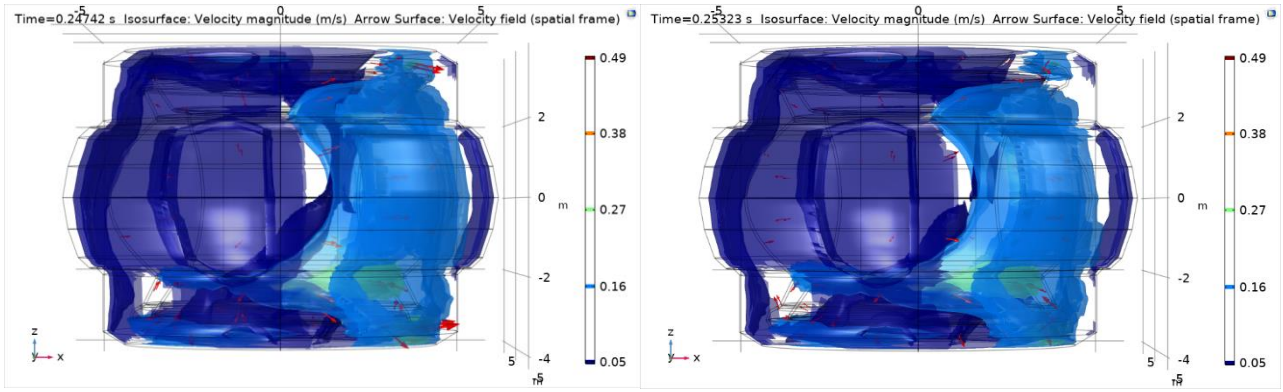 Time=0.24742 s Isosurface: Velocity magnitude (m/s) Arrow Surface: Velocity field (spatial frame)
-5 0 5
0.49
0.38
0.27
0.16
0.05
2
0
-2
-4
m
5
z
y x
Time=0.25323 s Isosurface: Velocity magnitude (m/s) Arrow Surface: Velocity field (spatial frame)
-5 0 5
0.49
0.38
0.27
0.16
0.05
2
0
-2
-4
m
5
z
y x